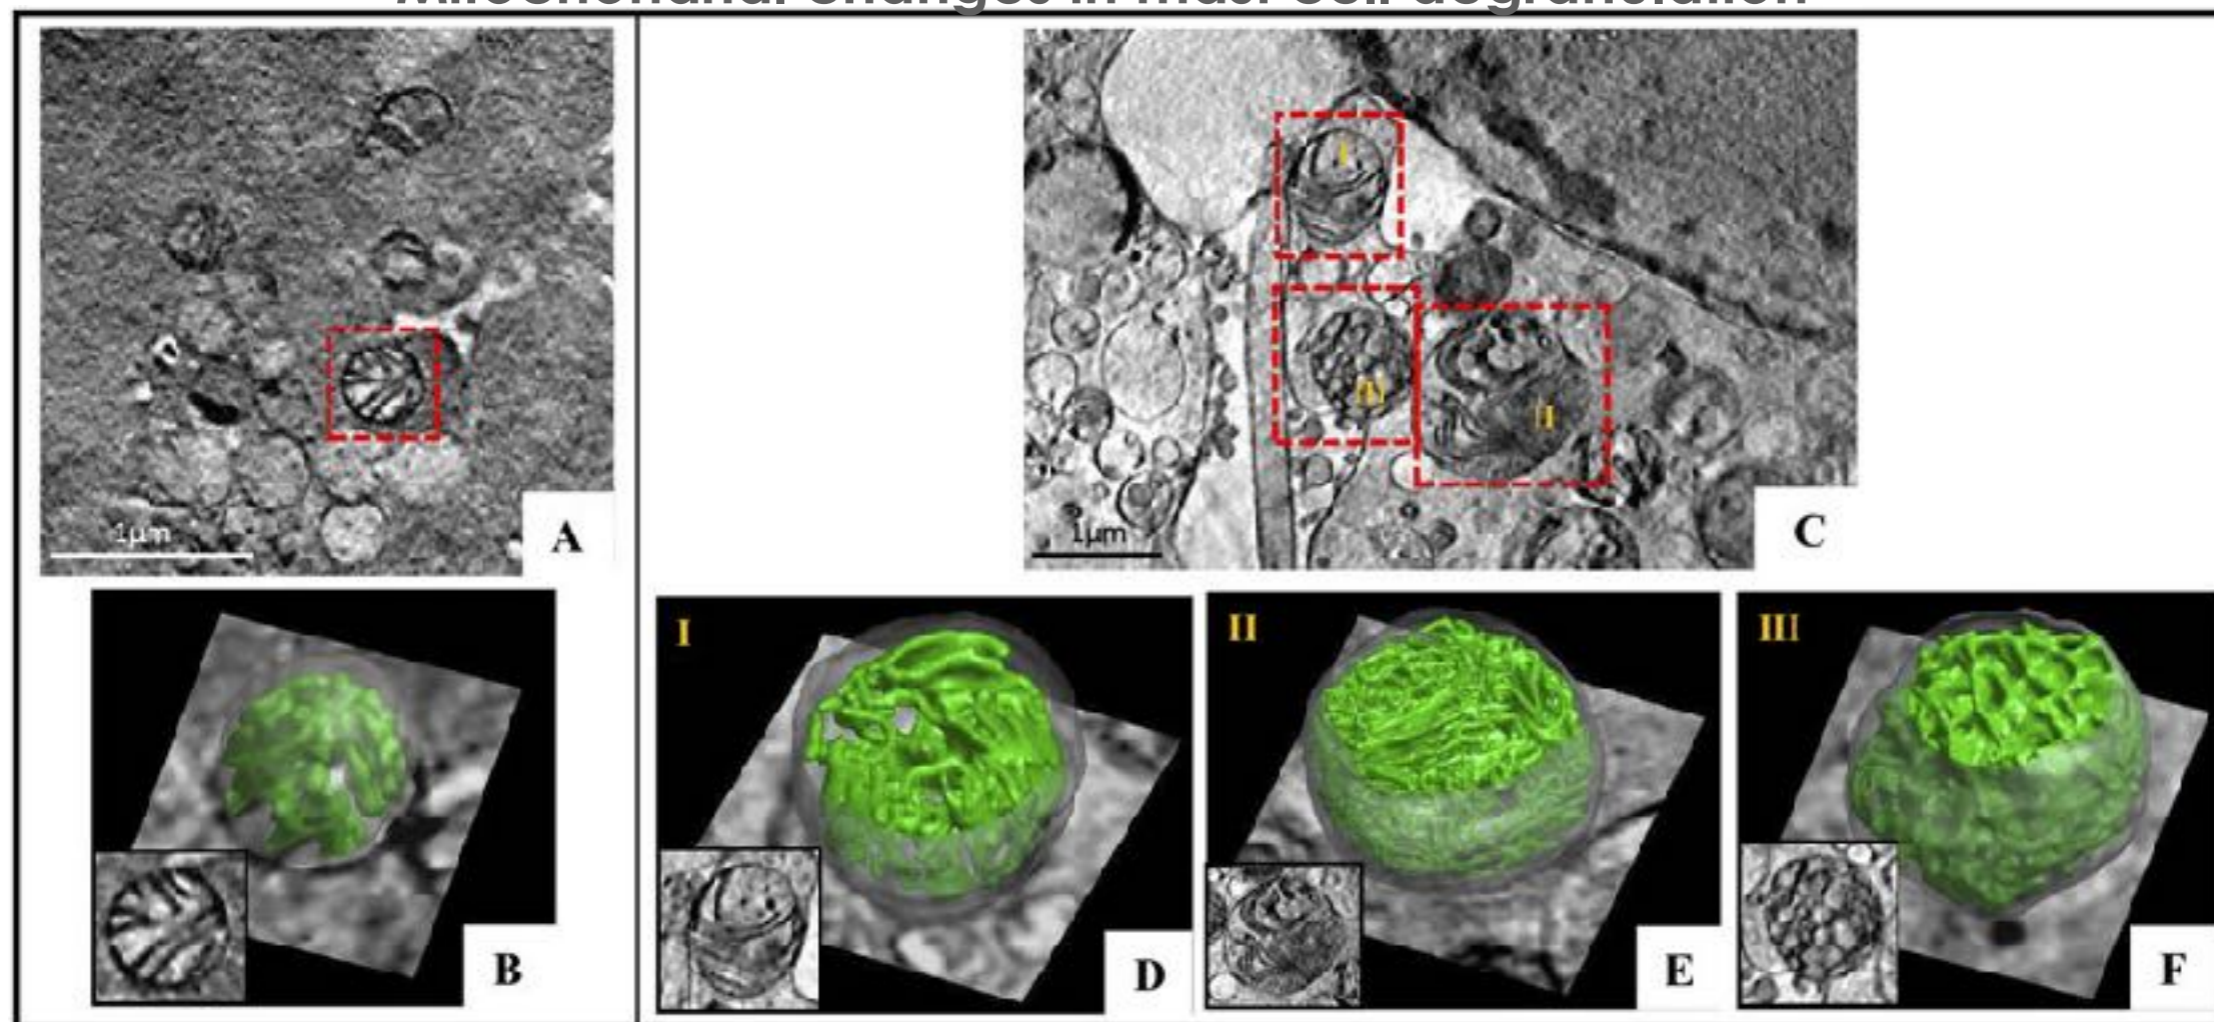 Mitochondrial changes in mast cell degranulation
1µm
A
I
III
II
1µm
C
B
I
D
II
E
III
F